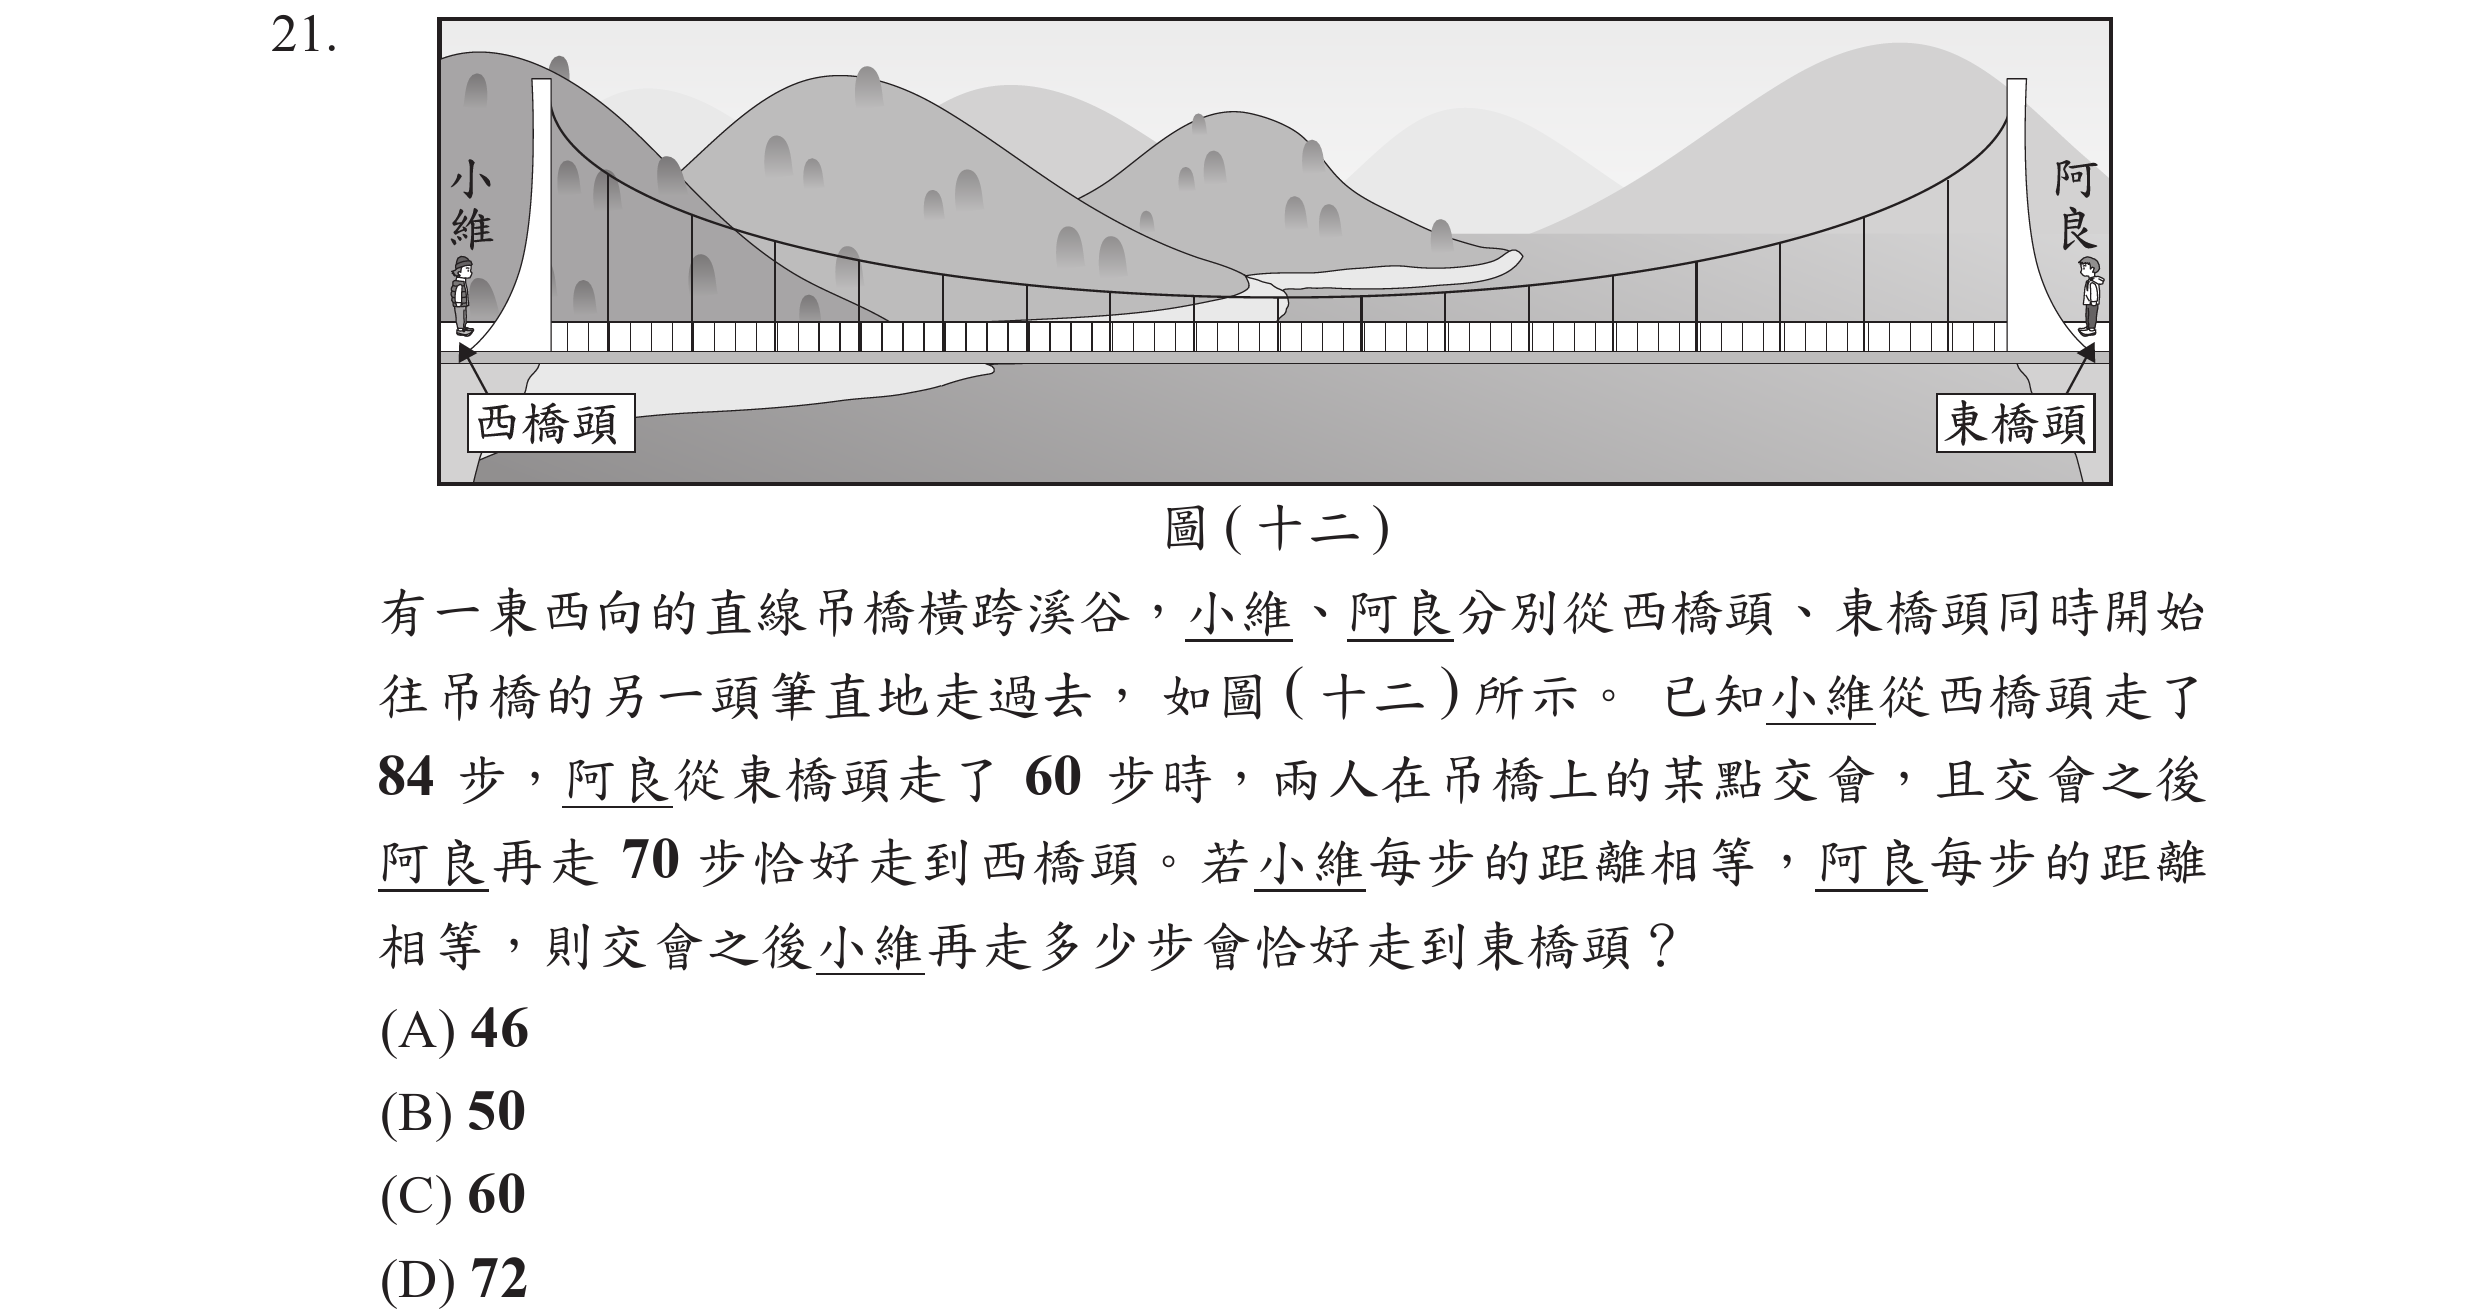 21.
小維
阿良
西橋頭
東橋頭
圖(十二)
有一東西向的直線吊橋橫跨溪谷，小維、阿良分別從西橋頭、東橋頭同時開始
往吊橋的另一頭筆直地走過去，如圖(十二)所示。 已知小維從西橋頭走了
84 步，阿良從東橋頭走了 60 步時，兩人在吊橋上的某點交會，且交會之後
阿良再走 70 步恰好走到西橋頭。若小維每步的距離相等，阿良每步的距離
相等，則交會之後小維再走多少步會恰好走到東橋頭？
(A) 46
(B) 50
(C) 60
(D) 72